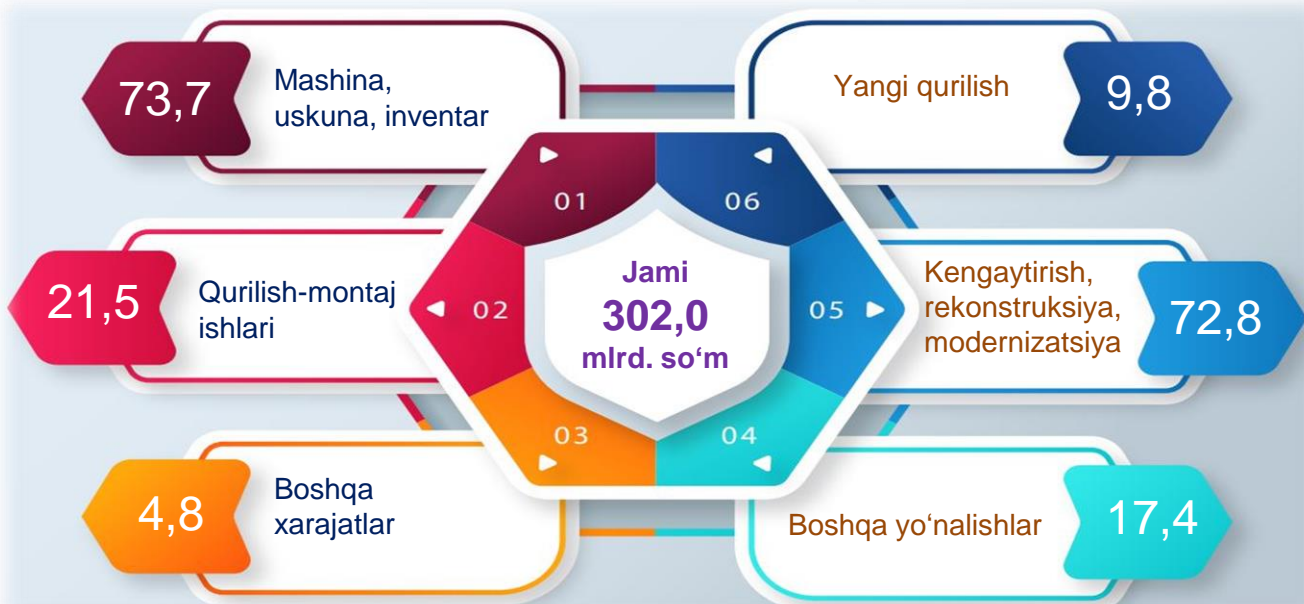 73,7
Mashina,
uskuna, inventar
Yangi qurilish
9,8
01
06
21,5
Qurilish-montaj
ishlari
02
Jami
302,0
mlrd. so‘m
05
Kengaytirish,
rekonstruksiya,
modernizatsiya
72,8
03
04
4,8
Boshqa
xarajatlar
Boshqa yo‘nalishlar
17,4